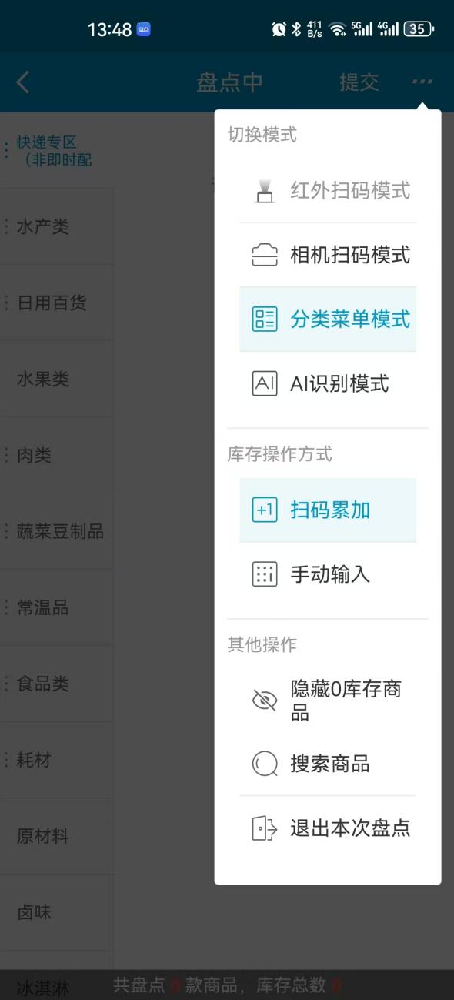 13:48
411
B/s
5G
4G
35
盘点中
提交
快递专区
（非即时配
水产类
日用百货
水果类
肉类
蔬菜豆制品
常温品
食品类
耗材
原材料
卤味
冰淇淋
切换模式
红外扫码模式
相机扫码模式
分类菜单模式
AI
AI识别模式
库存操作方式
+1
扫码累加
手动输入
其他操作
隐藏0库存商
品
搜索商品
退出本次盘点
共盘点 0 款商品，库存总数 0